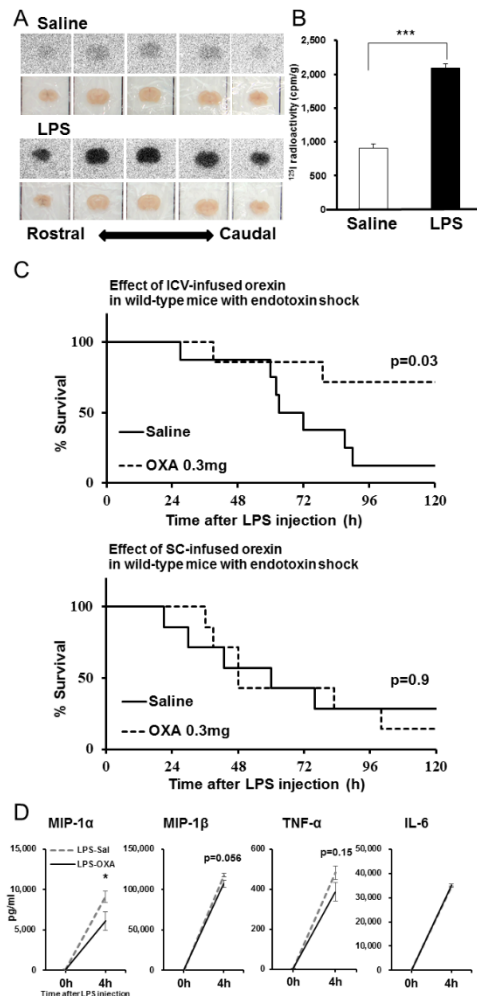 A
Saline
LPS
Rostral Caudal
B
***
2,500
2,000
1,500
1,000
500
0
125I radioactivity (cpm/g)
Saline LPS
C
Effect of ICV-infused orexin
in wild-type mice with endotoxin shock
100
50
0
% Survival
p=0.03
Saline
OXA 0.3mg
0 24 48 72 96 120
Time after LPS injection (h)
Effect of SC-infused orexin
in wild-type mice with endotoxin shock
100
50
0
% Survival
p=0.9
Saline
OXA 0.3mg
0 24 48 72 96 120
Time after LPS injection (h)
D
MIP-1α MIP-1β TNF-α IL-6
LPS-Sal
LPS-OXA
*
15,000
10,000
5,000
0
pg/ml
0h 4h
Time after LPS injection
p=0.056
150,000
100,000
50,000
0
0h 4h
p=0.15
600
400
200
0
0h 4h
50,000
40,000
30,000
20,000
10,000
0
0h 4h